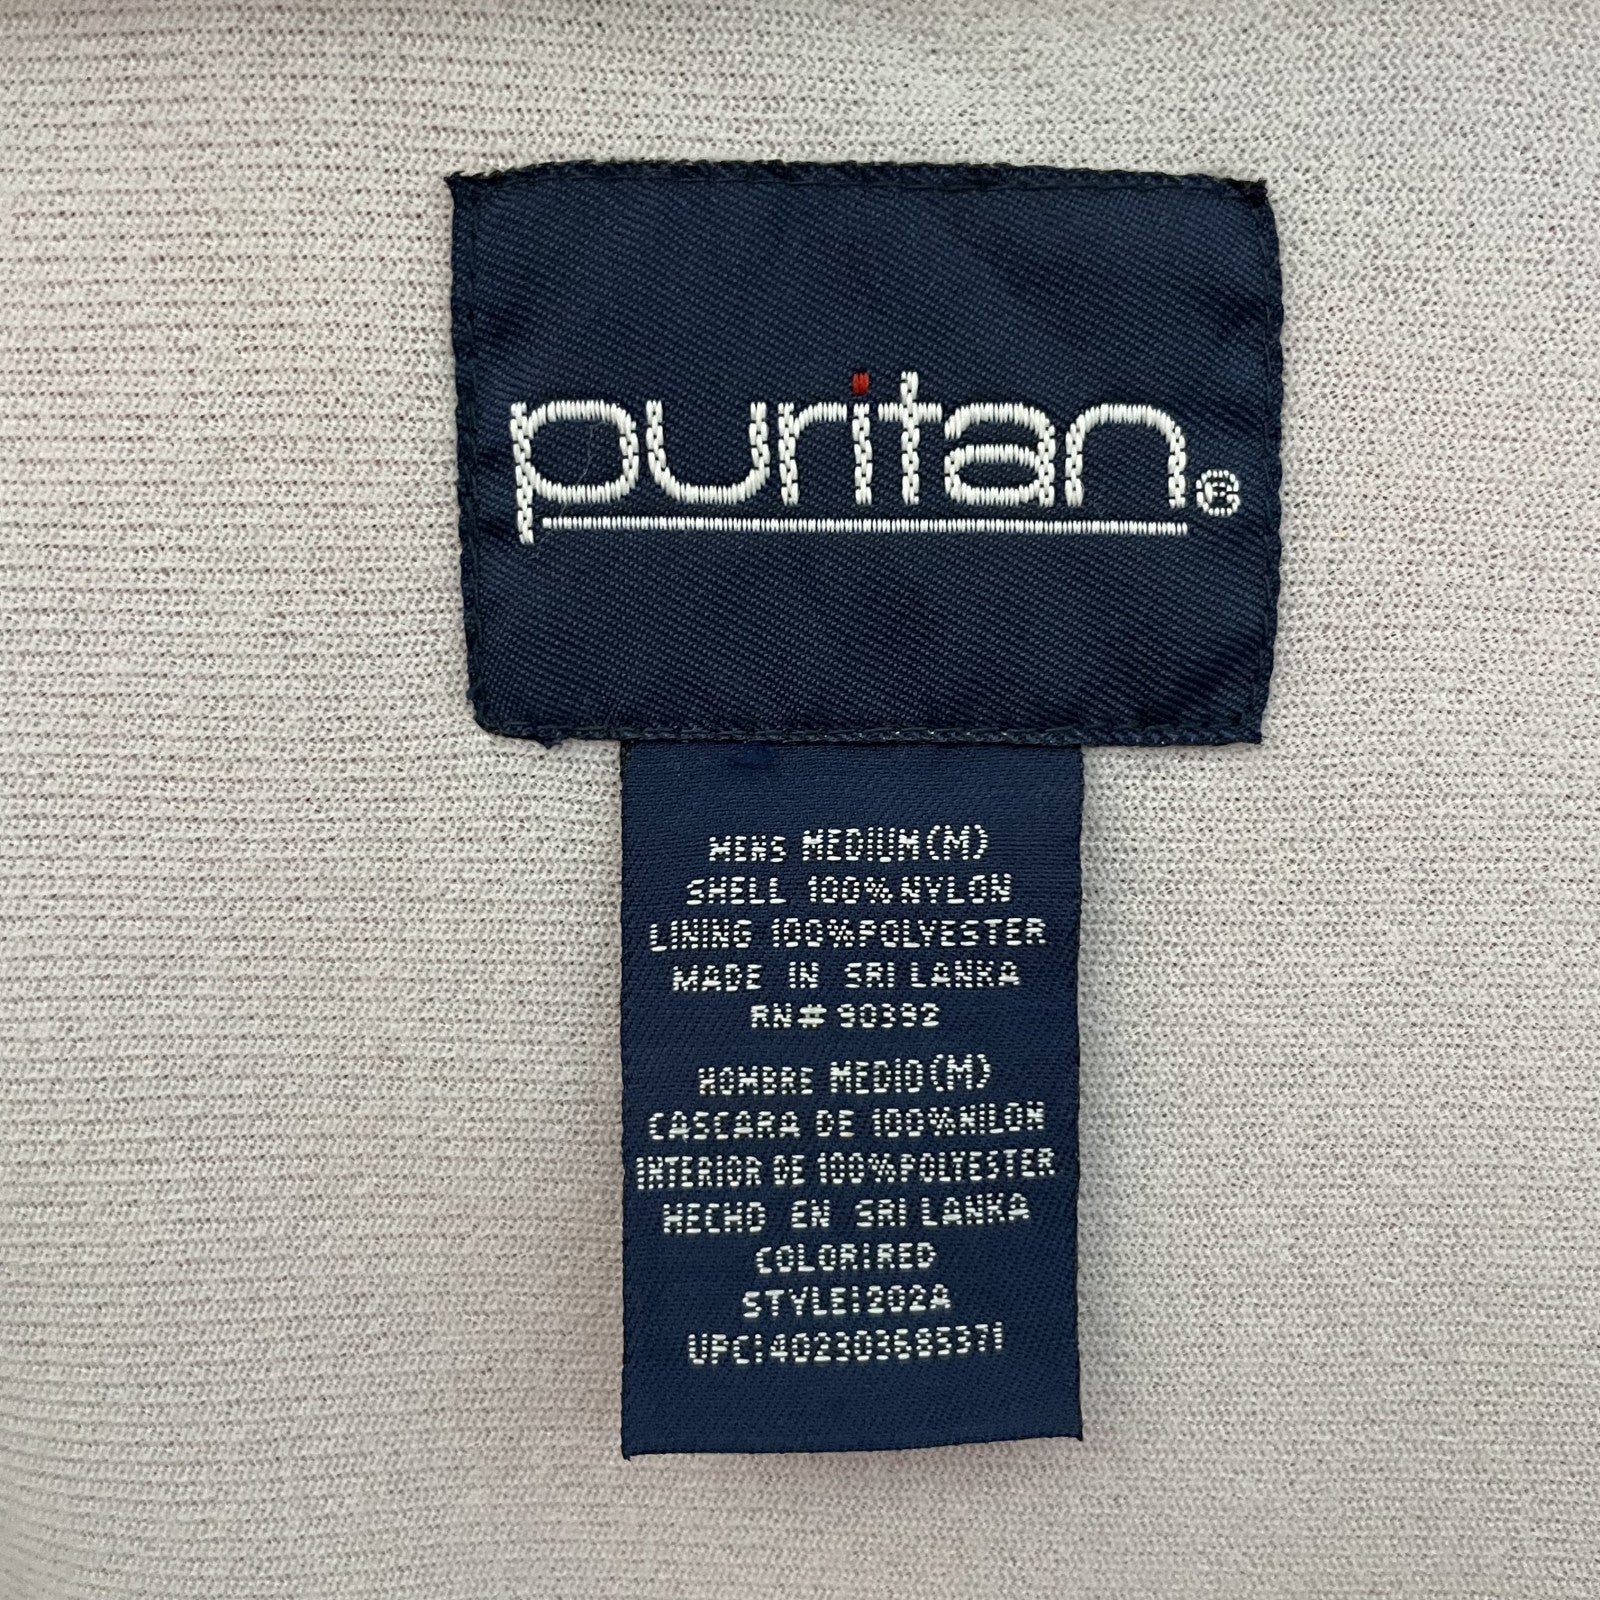 puritan®
MENS MEDIUM(M)
SHELL 100%NYLON
LINING 100%POLYESTER
MADE IN SRI LANKA
RN# 90392
HOMBRE MEDIO(M)
CASCARA DE 100%NILON
INTERIOR DE 100%POLYESTER
HECHO EN SRI LANKA
COLOR:RED
STYLE:202A
UPC:402303685371